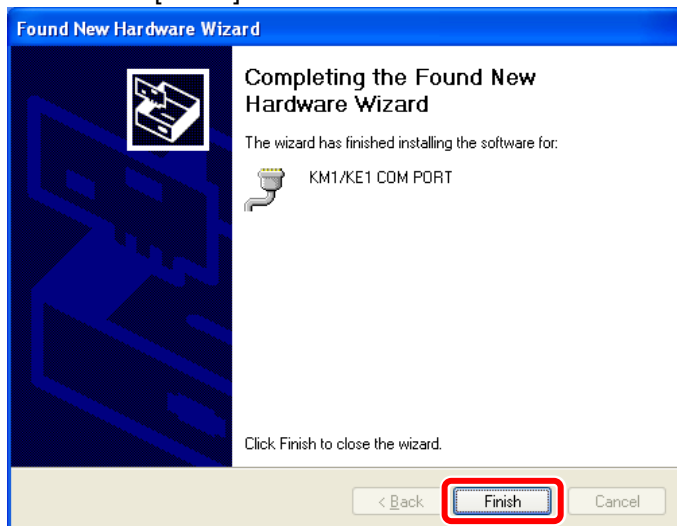 Found New Hardware Wizard
Completing the Found New
Hardware Wizard
The wizard has finished installing the software for:
KM1/KE1 COM PORT
Click Finish to close the wizard.
< Back Finish Cancel